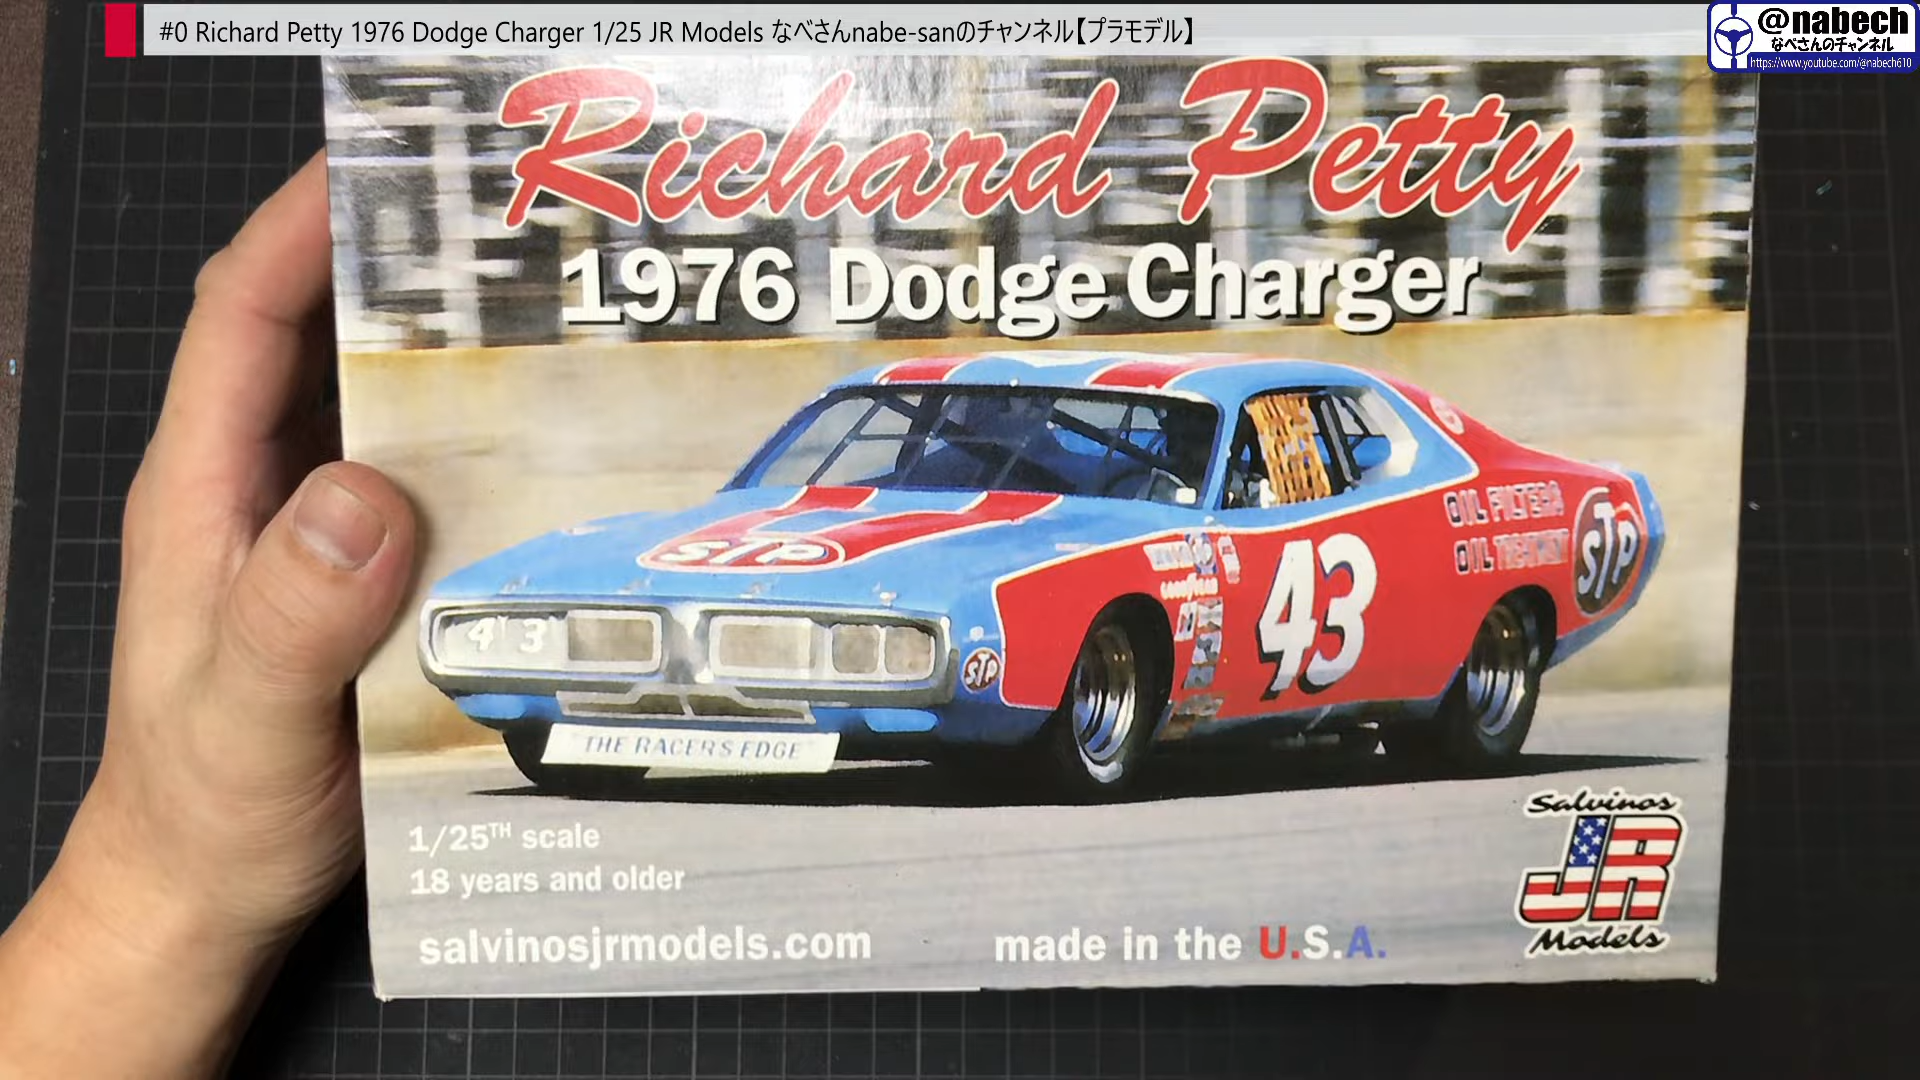 #0 Richard Petty 1976 Dodge Charger 1/25 JR Models なべさんnabe-sanのチャンネル【プラモデル】
@nabech
なべさんのチャンネル
https://www.youtube.com/@nabech610
Richard Petty
1976 Dodge Charger
STP
OIL FILTERS
OIL
STP
43
GOODYEAR
4 3
STP
THE RACER'S EDGE
1/25TH scale
18 years and older
salvinosjrmodels.com
made in the U.S.A.
Salvinos
JR
Models